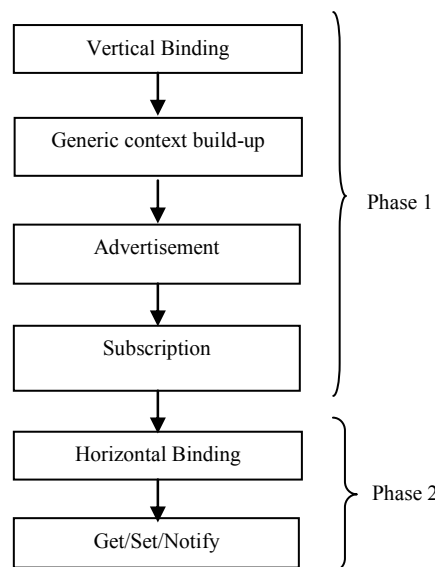 Vertical Binding
Generic context build-up
Phase 1
Advertisement
Subscription
Horizontal Binding
Phase 2
Get/Set/Notify